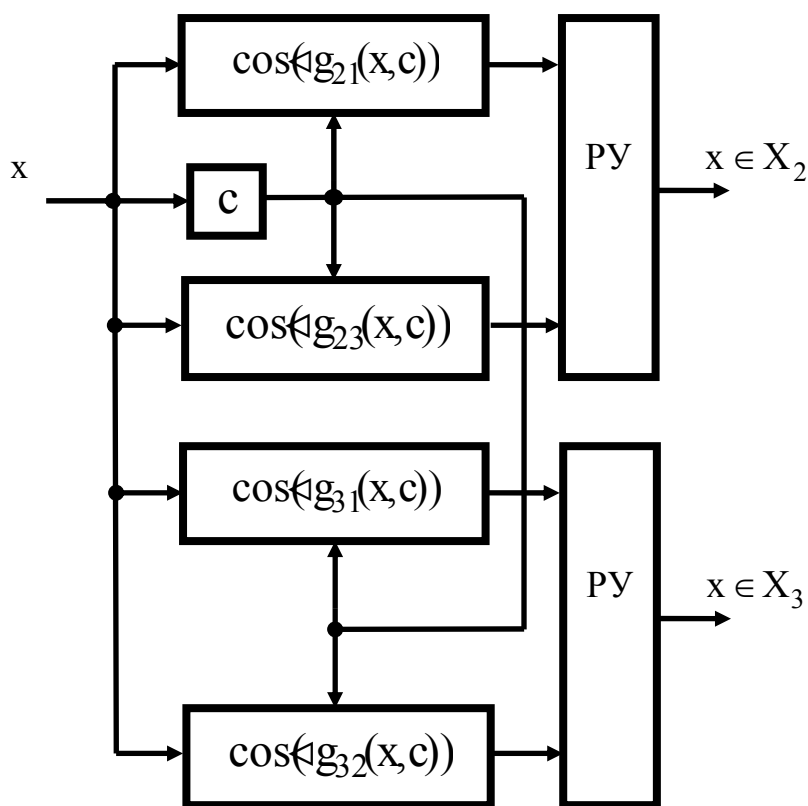 cos(∢g₂₁(x,c))
x
c
РУ
x ∈ X₂
cos(∢g₂₃(x,c))
cos(∢g₃₁(x,c))
РУ
x ∈ X₃
cos(∢g₃₂(x,c))